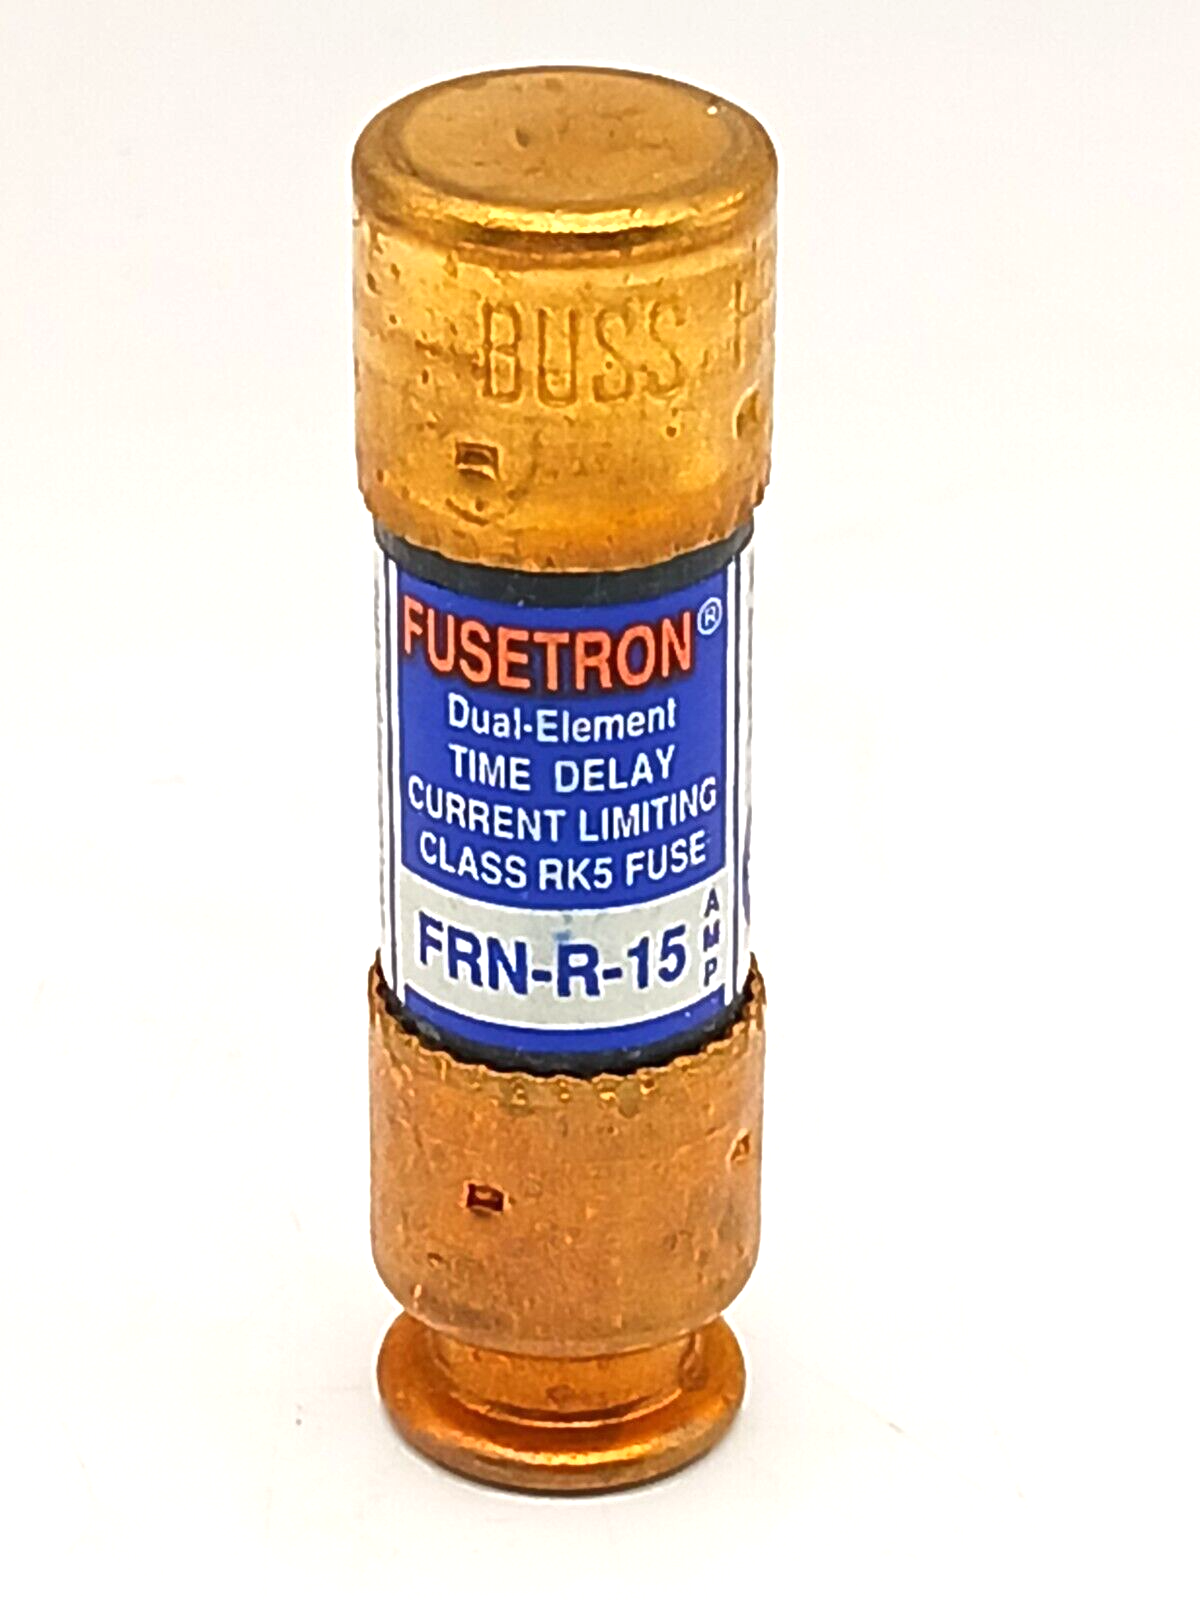 BUSS
FUSETRON®
Dual-Element
TIME DELAY
CURRENT LIMITING
CLASS RK5 FUSE
FRN-R-15 AMP